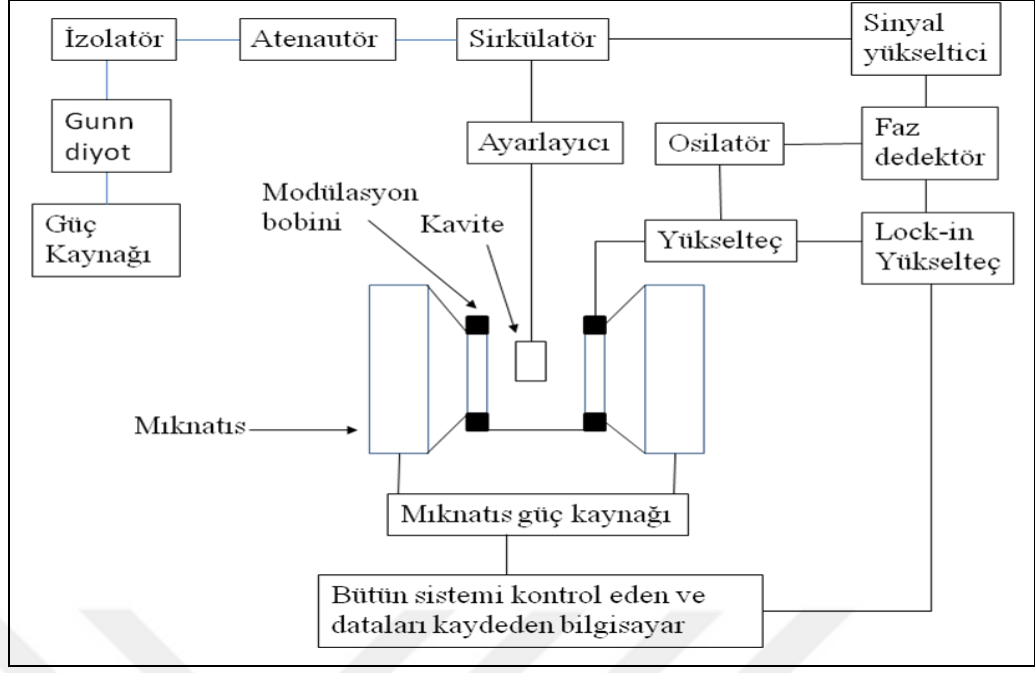 İzolatör
Atenautör
Sirkülatör
Sinyal
yükseltici
Gunn
diyot
Ayarlayıcı
Osilatör
Faz
dedektör
Modülasyon
bobini
Kavite
Güç
Kaynağı
Yükselteç
Lock-in
Yükselteç
Mıknatıs
Mıknatıs güç kaynağı
Bütün sistemi kontrol eden ve
dataları kaydeden bilgisayar